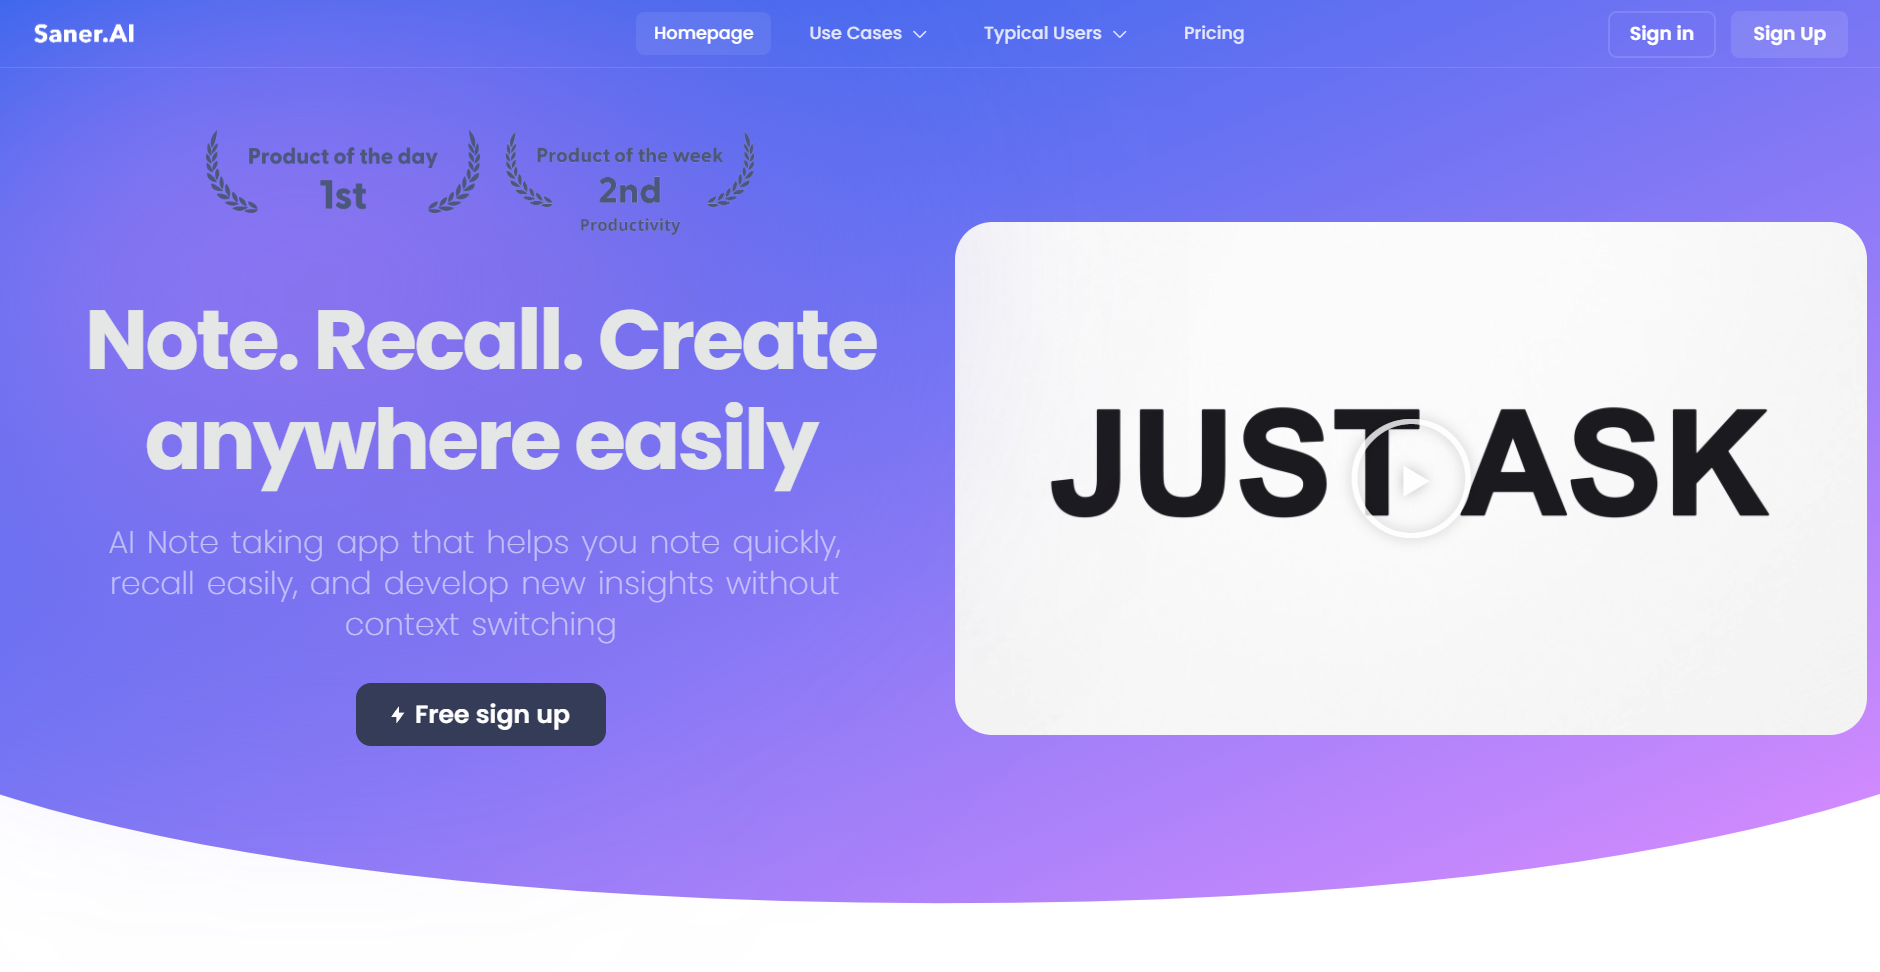 Saner.AI
Homepage
Use Cases
Typical Users
Pricing
Sign in
Sign Up
Product of the day
1st
Product of the week
2nd
Productivity
Note. Recall. Create
anywhere easily
AI Note taking app that helps you note quickly,
recall easily, and develop new insights without
context switching
Free sign up
JUST ASK